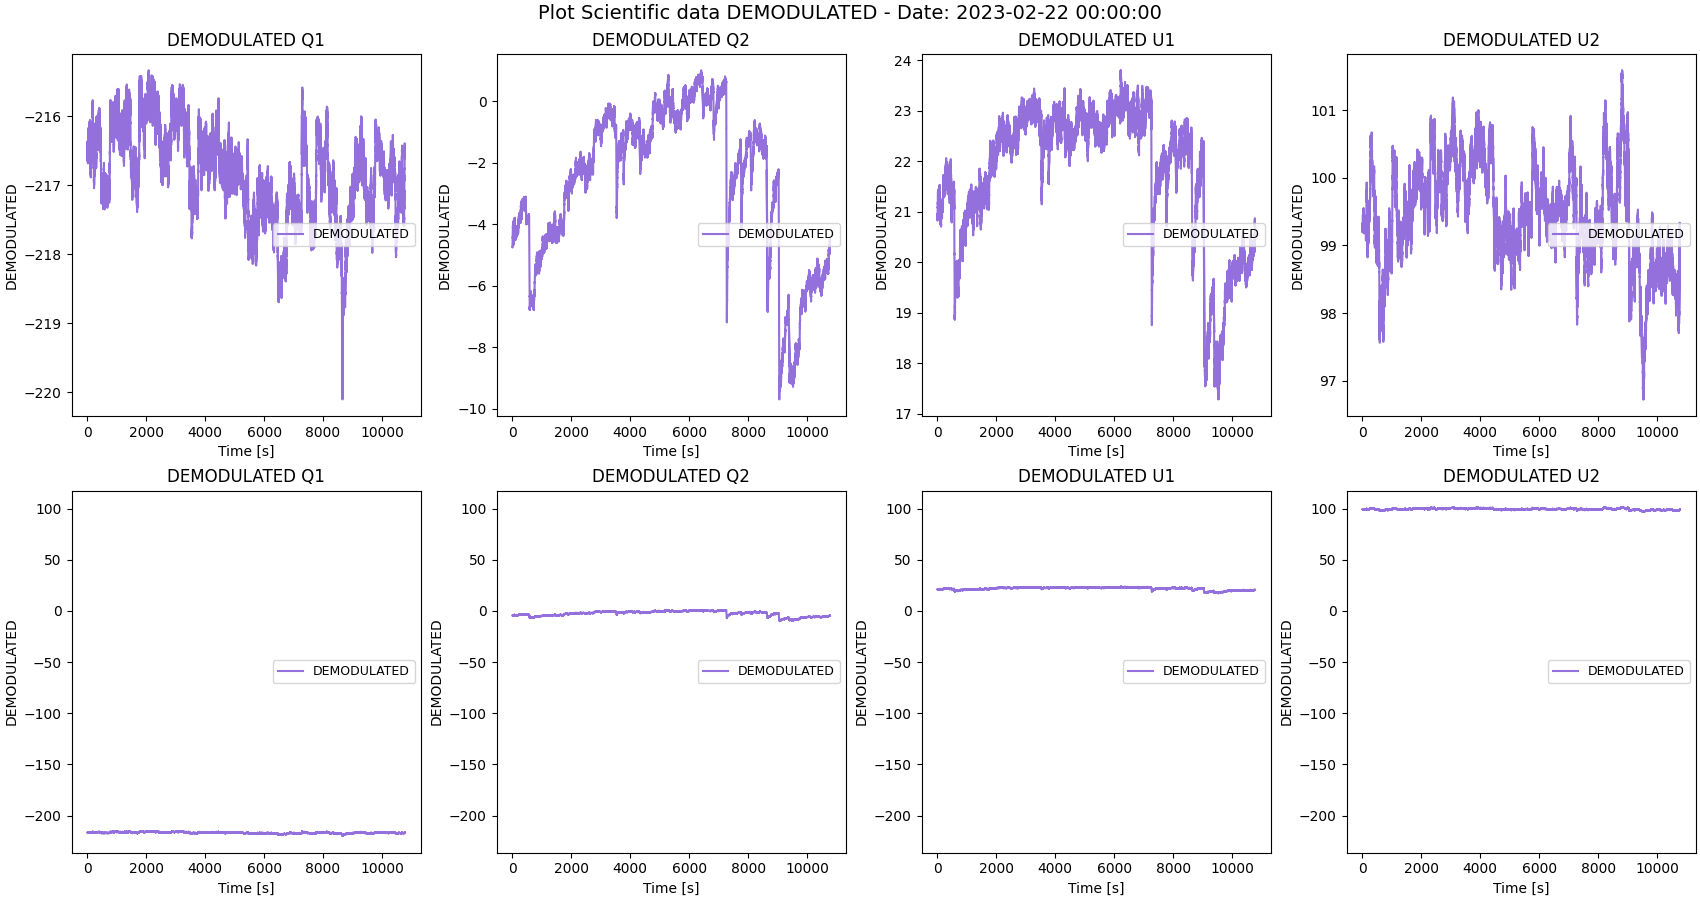 Plot Scientific data DEMODULATED - Date: 2023-02-22 00:00:00
DEMODULATED Q1
DEMODULATED
−216
−217
−218
−219
−220
DEMODULATED
0 2000 4000 6000 8000 10000
Time [s]
DEMODULATED Q2
DEMODULATED
0
−2
−4
−6
−8
−10
DEMODULATED
0 2000 4000 6000 8000 10000
Time [s]
DEMODULATED U1
DEMODULATED
24
23
22
21
20
19
18
17
DEMODULATED
0 2000 4000 6000 8000 10000
Time [s]
DEMODULATED U2
DEMODULATED
101
100
99
98
97
DEMODULATED
0 2000 4000 6000 8000 10000
Time [s]
DEMODULATED Q1
DEMODULATED
100
50
0
−50
−100
−150
−200
DEMODULATED
0 2000 4000 6000 8000 10000
Time [s]
DEMODULATED Q2
DEMODULATED
100
50
0
−50
−100
−150
−200
DEMODULATED
0 2000 4000 6000 8000 10000
Time [s]
DEMODULATED U1
DEMODULATED
100
50
0
−50
−100
−150
−200
DEMODULATED
0 2000 4000 6000 8000 10000
Time [s]
DEMODULATED U2
DEMODULATED
100
50
0
−50
−100
−150
−200
DEMODULATED
0 2000 4000 6000 8000 10000
Time [s]